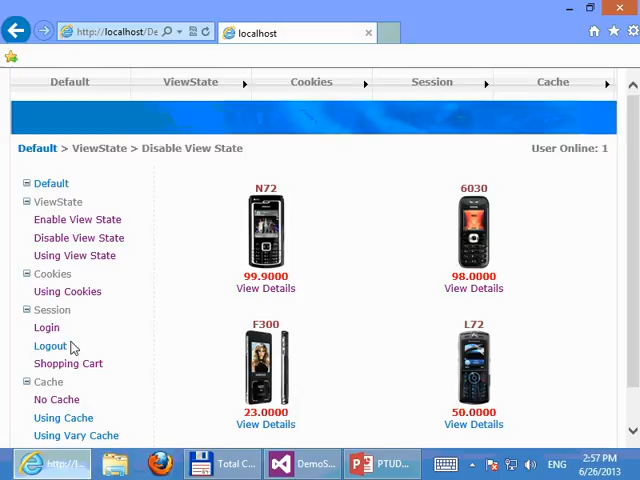 http://localhost/De
localhost
Default ViewState Cookies Session Cache
Default > ViewState > Disable View State User Online: 1
Default
ViewState
Enable View State
Disable View State
Using View State
Cookies
Using Cookies
Session
Login
Logout
Shopping Cart
Cache
No Cache
Using Cache
Using Vary Cache
N72
99.9000
View Details
6030
98.0000
View Details
F300
23.0000
View Details
L72
50.0000
View Details
http://l... Total C... DemoS... PTUD... ENG 2:57 PM
6/26/2013